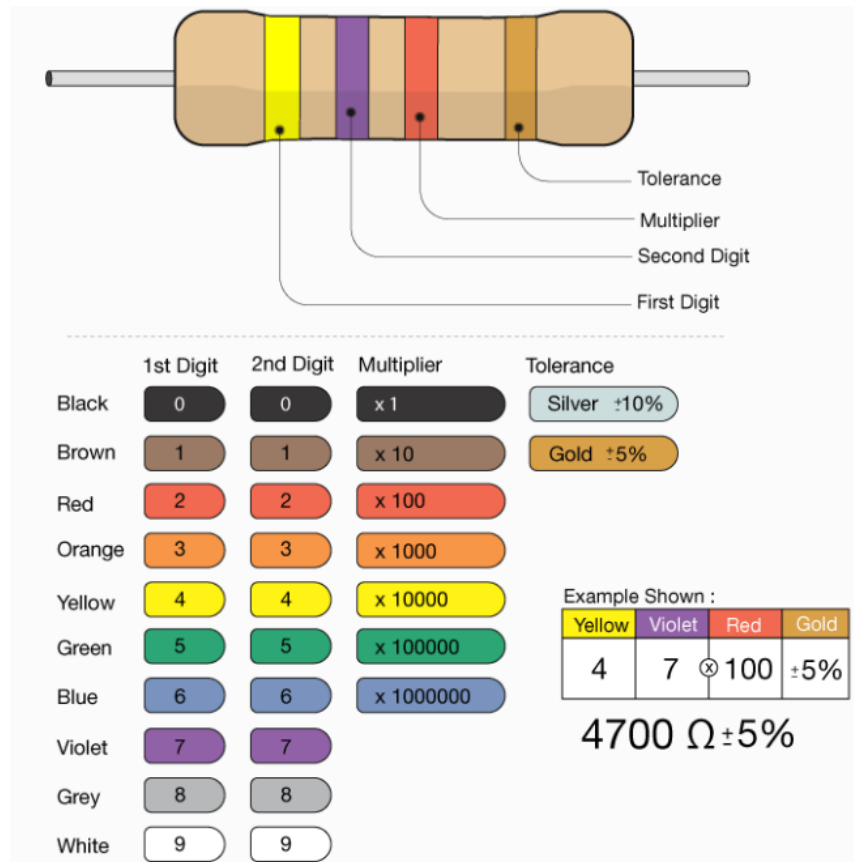 Tolerance
Multiplier
Second Digit
First Digit
1st Digit 2nd Digit Multiplier Tolerance
Black 0 0 x 1 Silver ±10%
Brown 1 1 x 10 Gold ±5%
Red 2 2 x 100
Orange 3 3 x 1000
Yellow 4 4 x 10000
Green 5 5 x 100000
Blue 6 6 x 1000000
Violet 7 7
Grey 8 8
White 9 9
Example Shown :
Yellow Violet Red Gold
4 7 ⓧ 100 ±5%
4700 Ω ±5%